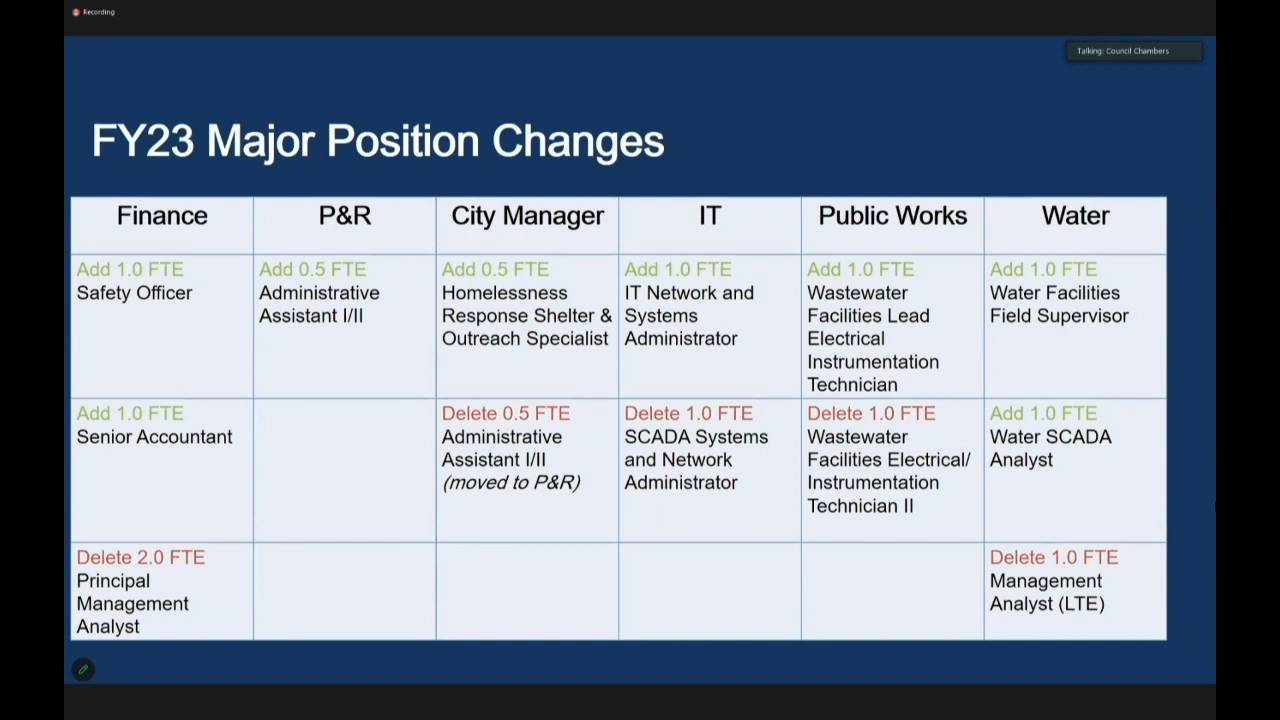 Recording
Talking: Council Chambers
FY23 Major Position Changes
Finance
P&R
City Manager
IT
Public Works
Water
Add 1.0 FTE
Safety Officer
Add 0.5 FTE
Administrative
Assistant I/II
Add 0.5 FTE
Homelessness
Response Shelter &
Outreach Specialist
Add 1.0 FTE
IT Network and
Systems
Administrator
Add 1.0 FTE
Wastewater
Facilities Lead
Electrical
Instrumentation
Technician
Add 1.0 FTE
Water Facilities
Field Supervisor
Add 1.0 FTE
Senior Accountant
Delete 0.5 FTE
Administrative
Assistant I/II
(moved to P&R)
Delete 1.0 FTE
SCADA Systems
and Network
Administrator
Delete 1.0 FTE
Wastewater
Facilities Electrical/
Instrumentation
Technician II
Add 1.0 FTE
Water SCADA
Analyst
Delete 2.0 FTE
Principal
Management
Analyst
Delete 1.0 FTE
Management
Analyst (LTE)